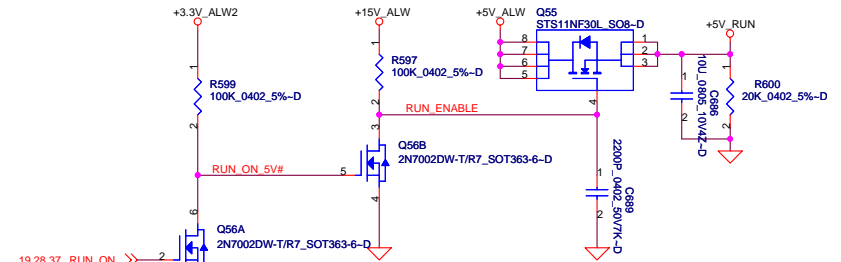 +3.3V_ALW2
+15V_ALW
+5V_ALW
Q55
STS11NF30L_SO8~D
+5V_RUN
8
7
6
5
1
2
3
4
1
R599
100K_0402_5%~D
2
1
R597
100K_0402_5%~D
2
RUN_ENABLE
1
10U_0805_10V4Z~D
C686
2
1
R600
20K_0402_5%~D
2
3
Q56B
2N7002DW-T/R7_SOT363-6~D
5
4
RUN_ON_5V#
1
2200P_0402_50V7K~D
C689
2
6
Q56A
2N7002DW-T/R7_SOT363-6~D
2
19,28,37 RUN_ON